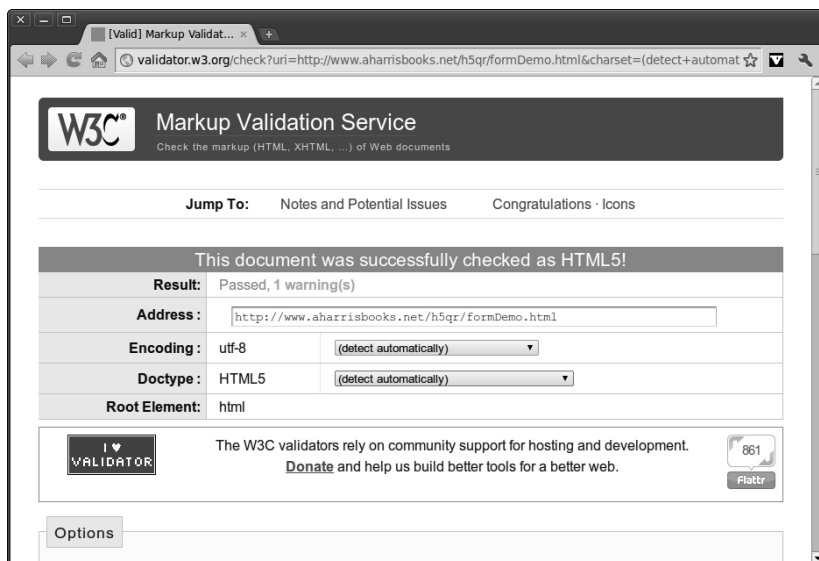 [Valid] Markup Validat... ×
validator.w3.org/check?uri=http://www.aharrisbooks.net/h5qr/formDemo.html&charset=(detect+automat
W3C® Markup Validation Service
Check the markup (HTML, XHTML, ...) of Web documents
Jump To: Notes and Potential Issues Congratulations · Icons
This document was successfully checked as HTML5!
Result: Passed, 1 warning(s)
Address : http://www.aharrisbooks.net/h5qr/formDemo.html
Encoding : utf-8 (detect automatically)
Doctype : HTML5 (detect automatically)
Root Element: html
I ♥
VALIDATOR
The W3C validators rely on community support for hosting and development.
Donate and help us build better tools for a better web.
861
Flattr
Options